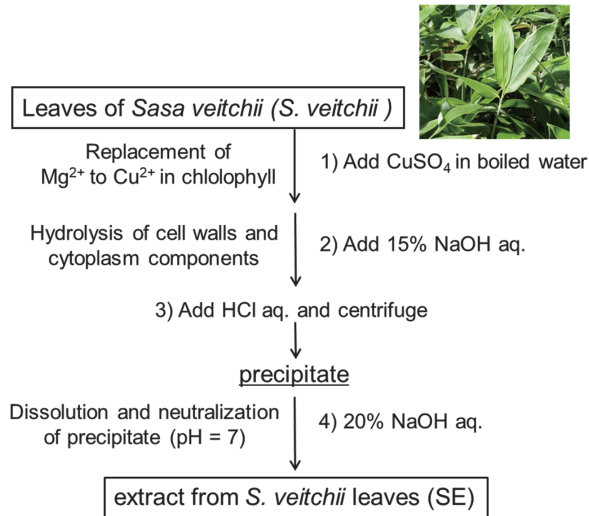 Leaves of Sasa veitchii (S. veitchii )
Replacement of
Mg2+ to Cu2+ in chlolophyll
1) Add CuSO4 in boiled water
Hydrolysis of cell walls and
cytoplasm components
2) Add 15% NaOH aq.
3) Add HCl aq. and centrifuge
precipitate
Dissolution and neutralization
of precipitate (pH = 7)
4) 20% NaOH aq.
extract from S. veitchii leaves (SE)